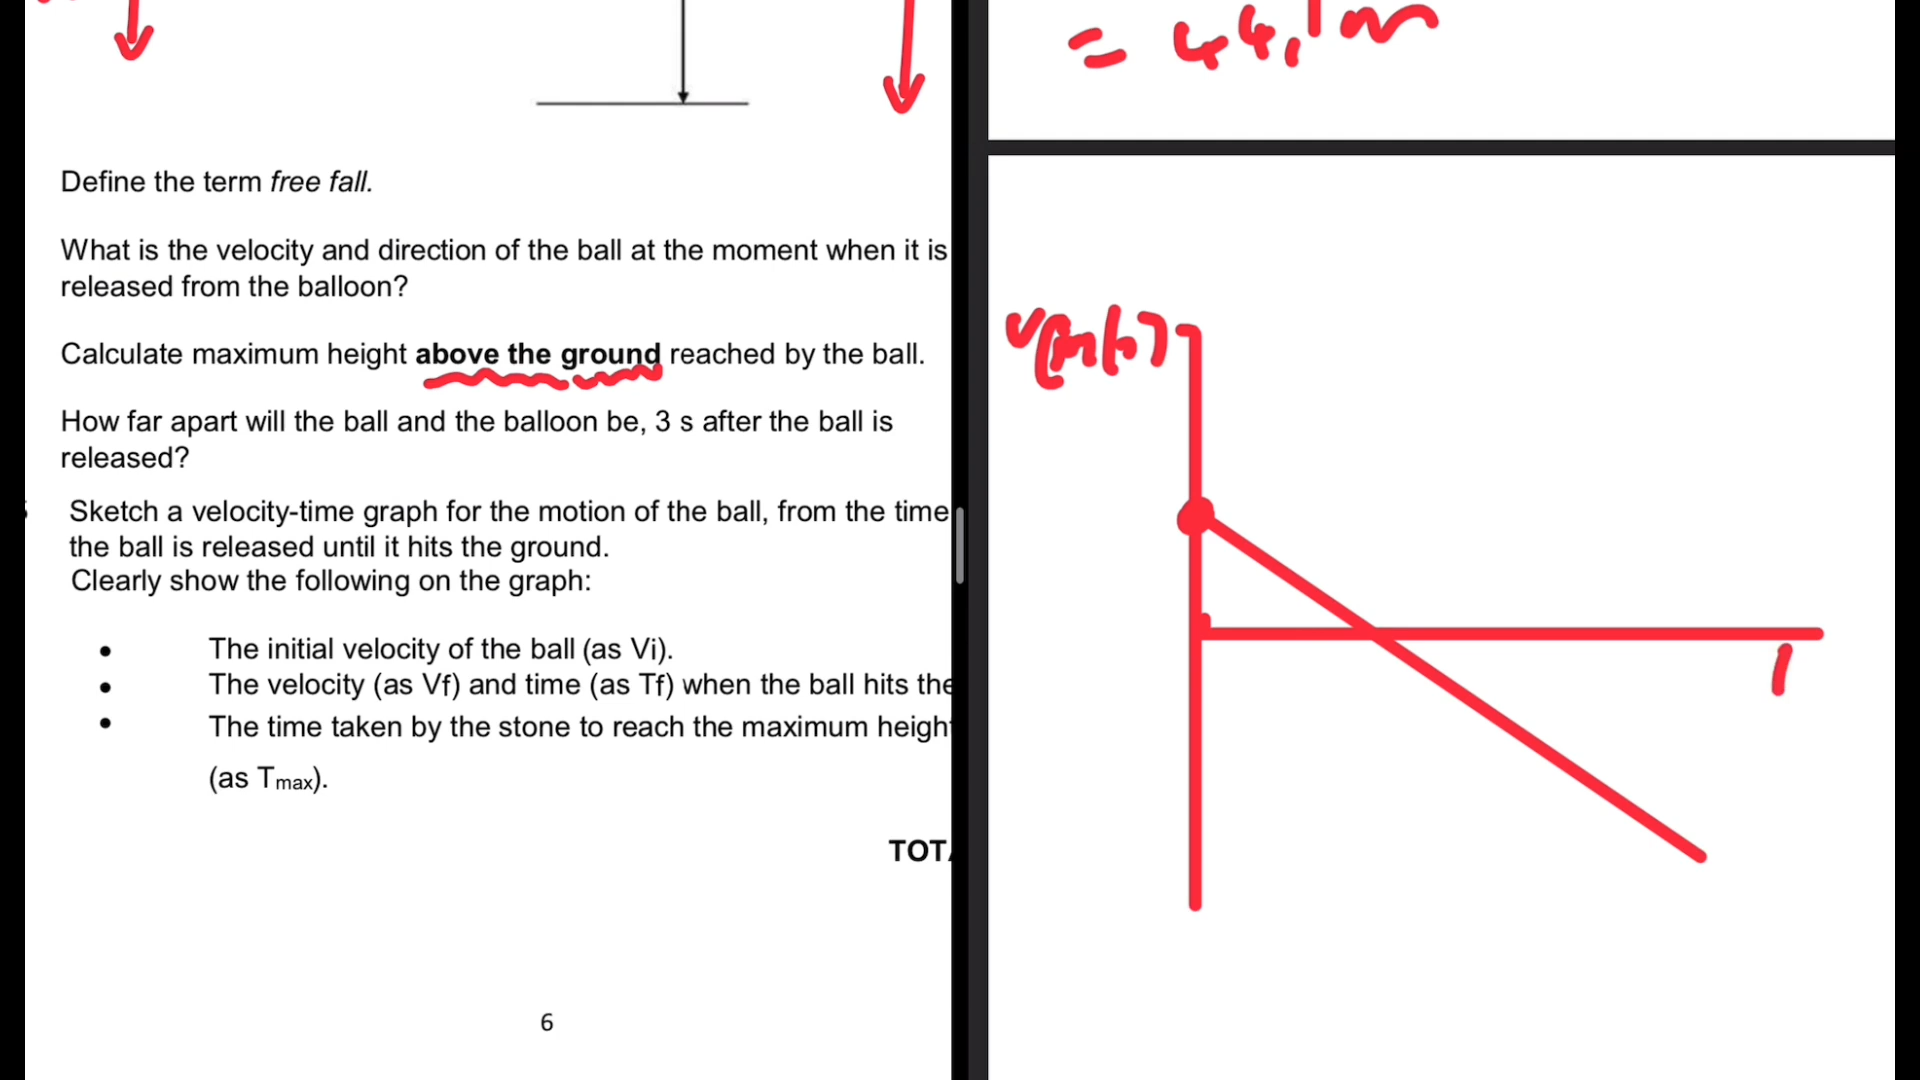 Define the term free fall.
What is the velocity and direction of the ball at the moment when it is
released from the balloon?
Calculate maximum height above the ground reached by the ball.
How far apart will the ball and the balloon be, 3 s after the ball is
released?
Sketch a velocity-time graph for the motion of the ball, from the time
the ball is released until it hits the ground.
Clearly show the following on the graph:
• The initial velocity of the ball (as Vi).
• The velocity (as Vf) and time (as Tf) when the ball hits the
• The time taken by the stone to reach the maximum heigh
(as Tmax).
TOTA
6
= 44,1m